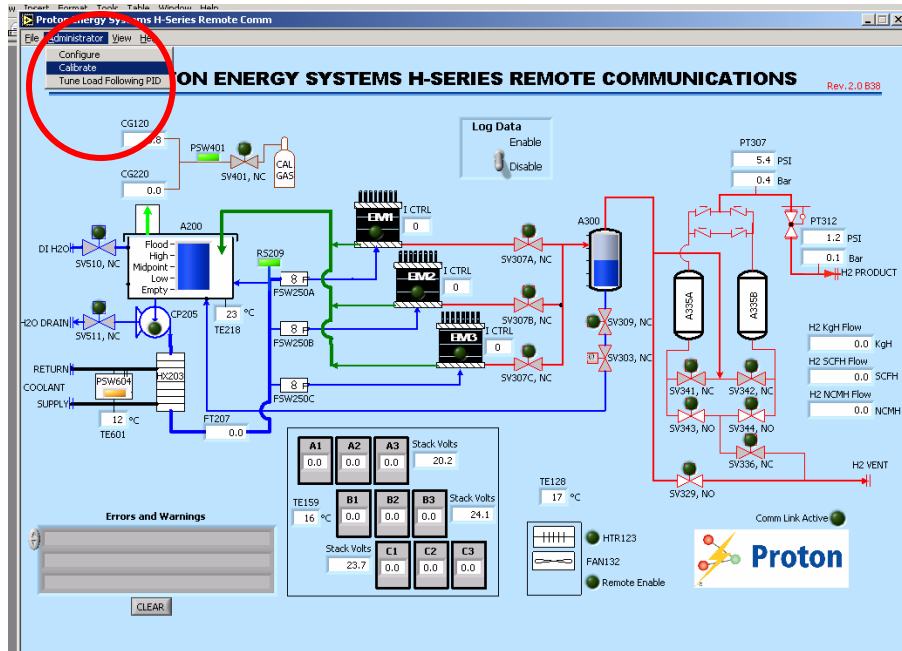 w Insert Format Tools Table Window Help
Proton Energy Systems H-Series Remote Comm
File Administrator View Help
Configure
Calibrate
Tune Load Following PID
TON ENERGY SYSTEMS H-SERIES REMOTE COMMUNICATIONS
Rev.2.0 B38
CG120
.8
PSW401
SV401, NC
CAL
GAS
CG220
0.0
Log Data
Enable
Disable
PT307
5.4 PSI
0.4 Bar
PT312
1.2 PSI
0.1 Bar
H2 PRODUCT
A200
Flood
High
Midpoint
Low
Empty
DI H2O
SV510, NC
H2O DRAIN
SV511, NC
CP205
23 °C
TE218
RS209
8
FSW250A
8
FSW250B
8
FSW250C
EM1
I CTRL
0
EM2
I CTRL
0
EM3
I CTRL
0
SV307A, NC
SV307B, NC
SV307C, NC
A300
SV309, NC
SV303, NC
A335A
A335B
SV341, NC
SV342, NC
SV343, NO
SV344, NO
SV336, NC
SV329, NO
H2 VENT
H2 KgH Flow
0.0 KgH
H2 SCFH Flow
0.0 SCFH
H2 NCMH Flow
0.0 NCMH
RETURN
COOLANT
SUPPLY
PSW604
12 °C
TE601
HX203
FT207
0.0
A1 A2 A3 Stack Volts
0.0 0.0 0.0 20.2
TE159
16 °C
B1 B2 B3 Stack Volts
0.0 0.0 0.0 24.1
Stack Volts C1 C2 C3
23.7 0.0 0.0 0.0
TE128
17 °C
HTR123
FAN132
Remote Enable
Comm Link Active
Proton
Errors and Warnings
CLEAR